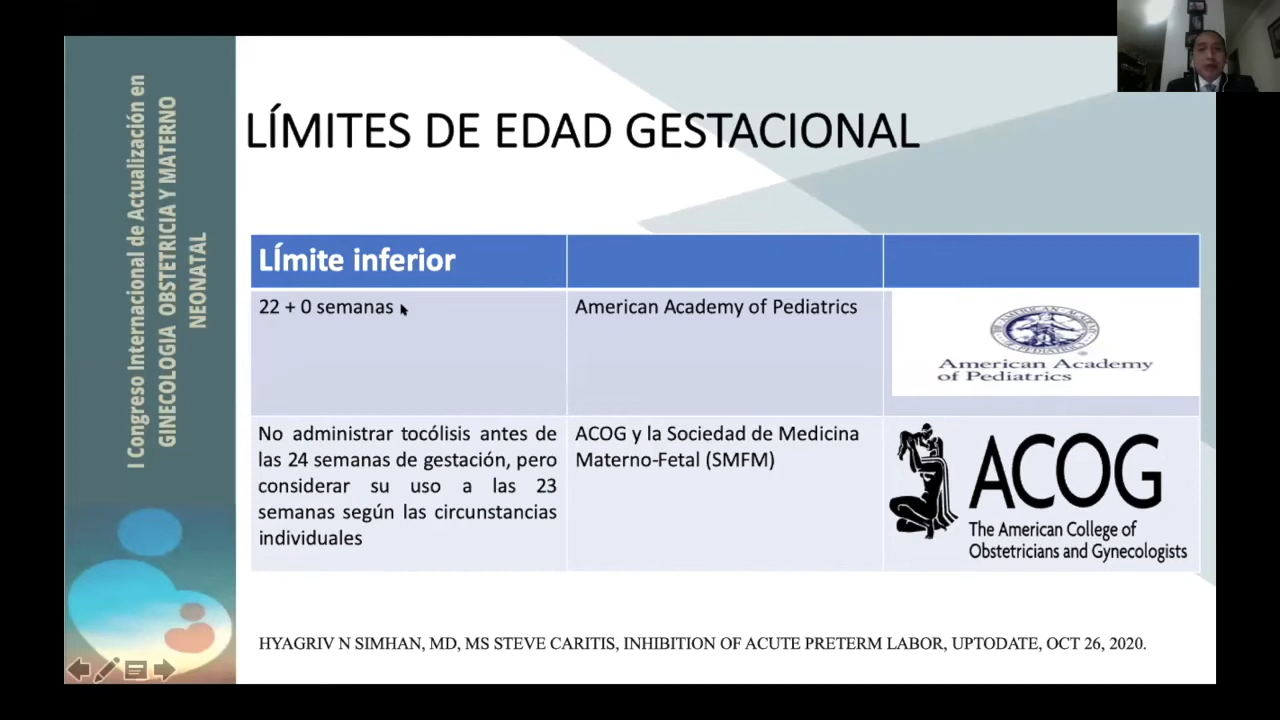 I Congreso Internacional de Actualización en
GINECOLOGIA OBSTETRICIA Y MATERNO
NEONATAL
LÍMITES DE EDAD GESTACIONAL
LÍmite inferior
22 + 0 semanas
American Academy of Pediatrics
American Academy
of Pediatrics
No administrar tocólisis antes de
las 24 semanas de gestación, pero
considerar su uso a las 23
semanas según las circunstancias
individuales
ACOG y la Sociedad de Medicina
Materno-Fetal (SMFM)
ACOG
The American College of
Obstetricians and Gynecologists
HYAGRIV N SIMHAN, MD, MS STEVE CARITIS, INHIBITION OF ACUTE PRETERM LABOR, UPTODATE, OCT 26, 2020.